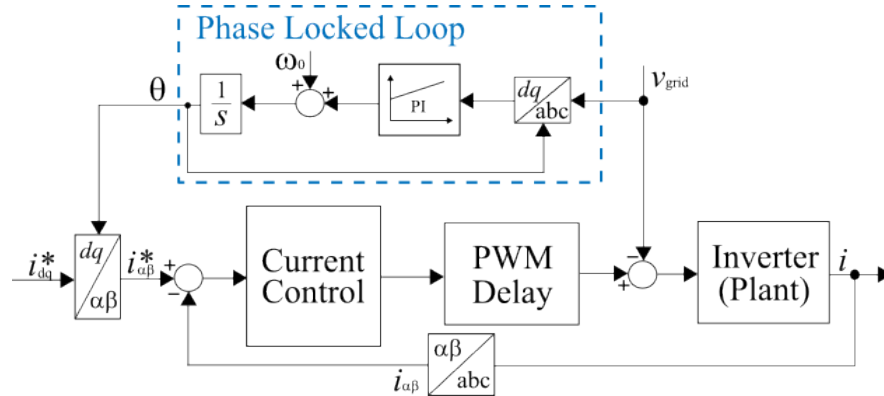 Phase Locked Loop
ω₀
θ
1
s
+
+
PI
dq
abc
v grid
i*dq
dq
αβ
i*αβ
+
−
Current
Control
PWM
Delay
−
+
Inverter
(Plant)
i
iαβ
αβ
abc